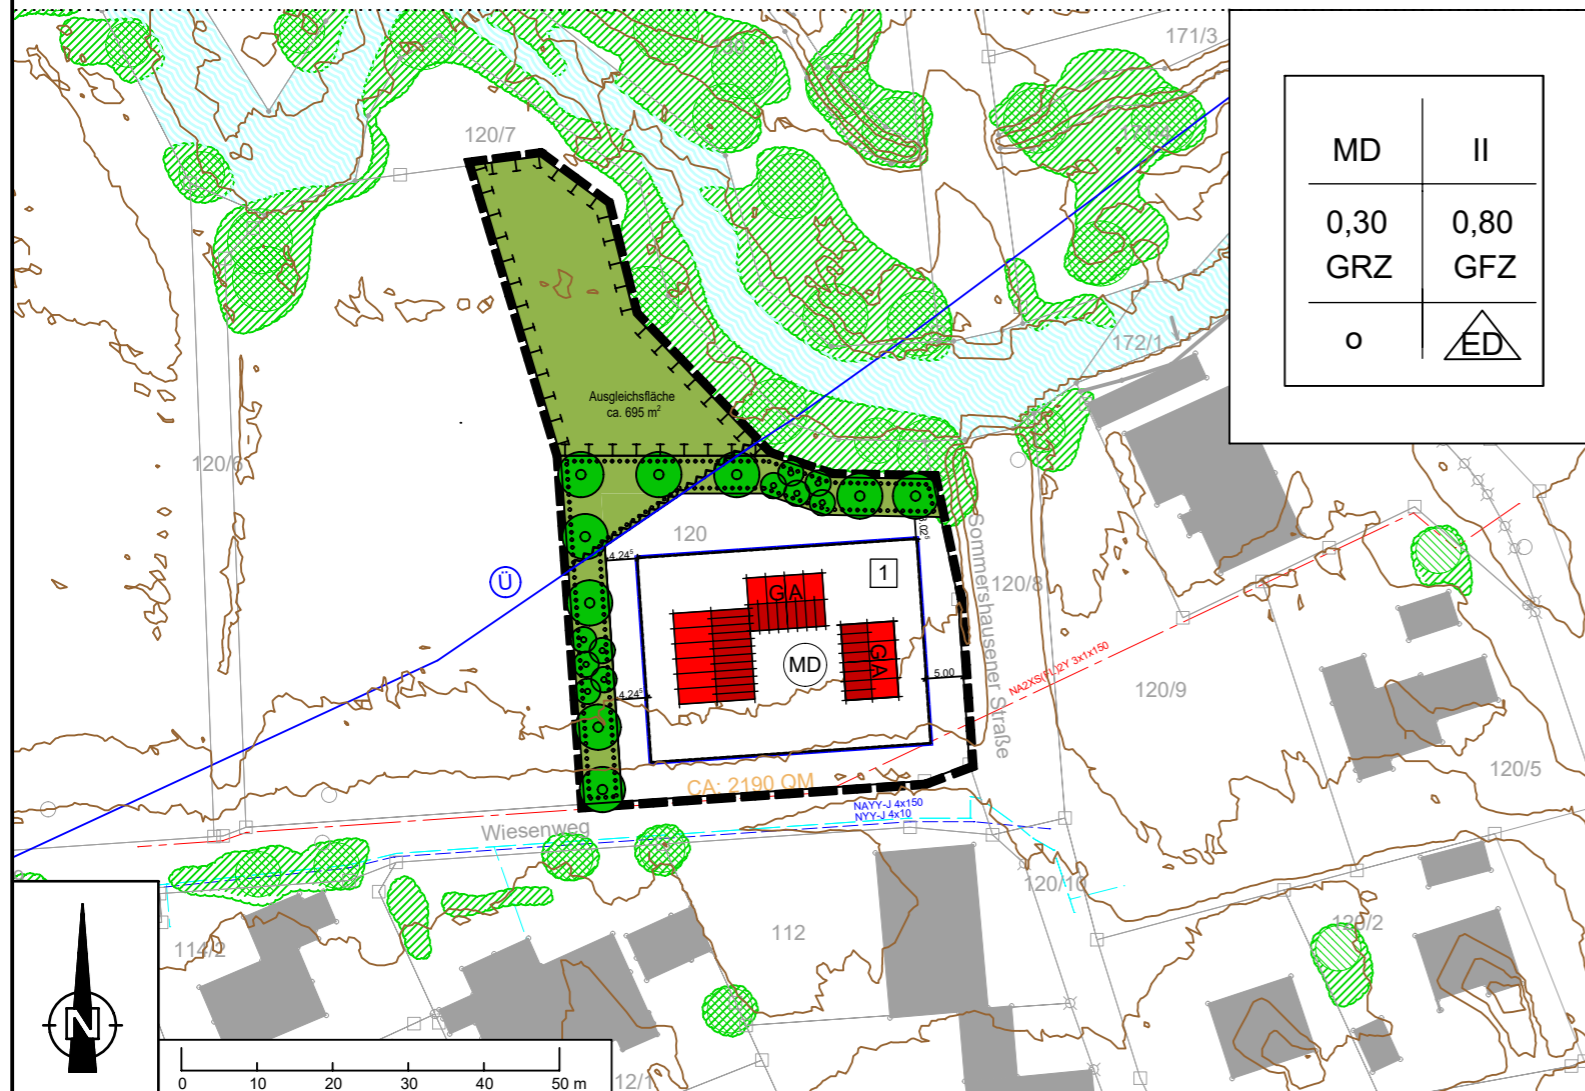 171/3
120/7
MD
II
0,30
GRZ
0,80
GFZ
o
ED
172/1
Ausgleichsfläche
ca. 695 m²
120/6
120
4.24⁵
1
Ü
GA
MD
GA
5.00
4.24⁵
Sommershausener Straße
120/8
NA2XS(FL)2Y 3x1x150
120/9
120/5
CA: 2190 QM
NAYY-J 4x150
NYY-J 4x10
Wiesenweg
120/10
112
114/2
N
0 10 20 30 40 50 m
12/1